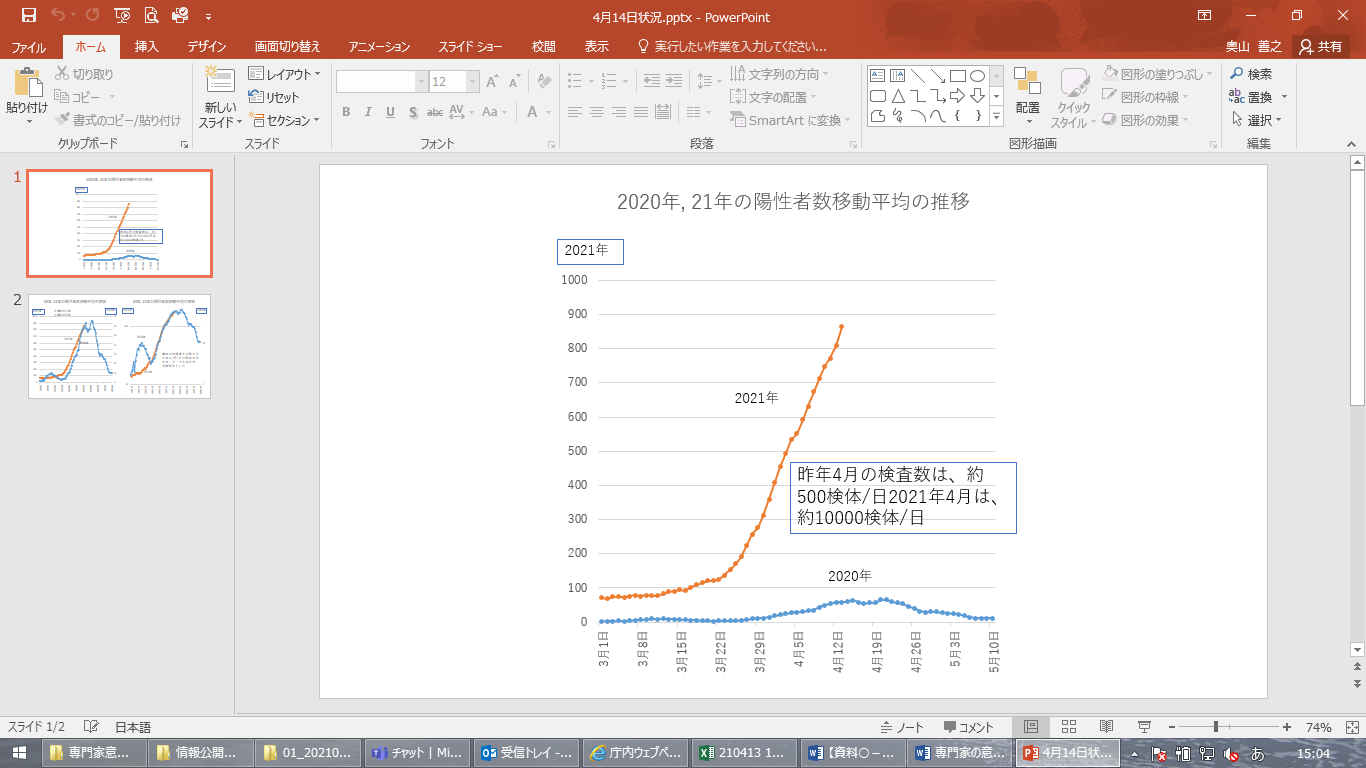 4月14日状況.pptx - PowerPoint
ファイル
ホーム
挿入
デザイン
画面切り替え
アニメーション
スライド ショー
校閲
表示
実行したい作業を入力してください...
奥山 善之
共有
貼り付け
切り取り
コピー
書式のコピー/貼り付け
クリップボード
新しい
スライド
レイアウト
リセット
セクション
スライド
12
B I U S abc AV Aa A
フォント
文字列の方向
文字の配置
SmartArt に変換
段落
配置
クイック
スタイル
図形の塗りつぶし
図形の枠線
図形の効果
図形描画
検索
置換
選択
編集
1
2
2020年, 21年の陽性者数移動平均の推移
2021年
1000
900
800
700
600
500
400
300
200
100
0
2021年
昨年4月の検査数は、約
500検体/日2021年4月は、
約10000検体/日
2020年
3月1日
3月8日
3月15日
3月22日
3月29日
4月5日
4月12日
4月19日
4月26日
5月3日
5月10日
スライド 1/2
日本語
ノート
コメント
74%
専門家意...
情報公開...
01_20210...
チャット | Mi...
受信トレイ -...
庁内ウェブペ...
210413 1...
【資料〇－...
専門家の意...
4月14日状...
あ
15:04